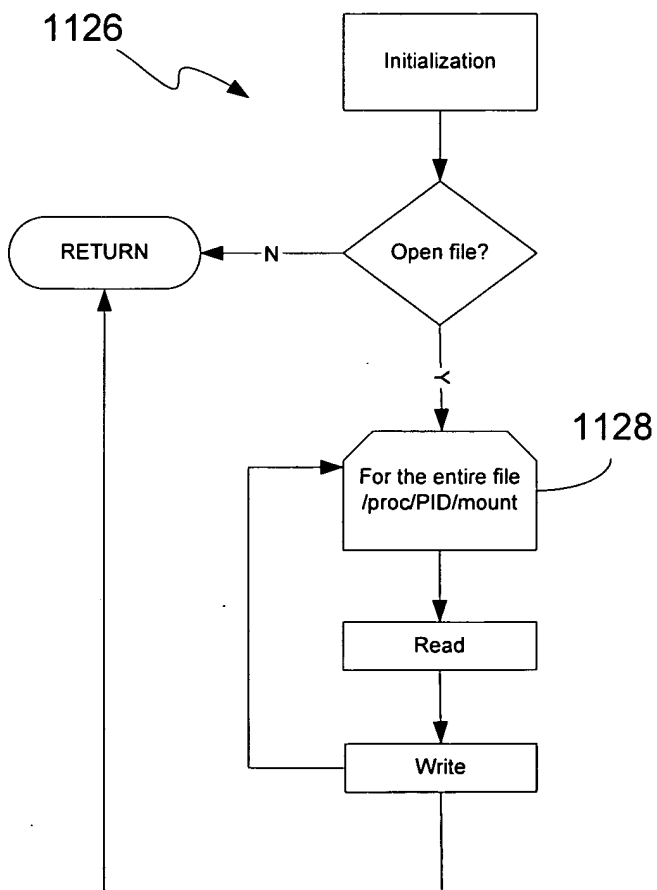 1126
Initialization
RETURN
N
Open file?
Y
1128
For the entire file
/proc/PID/mount
Read
Write